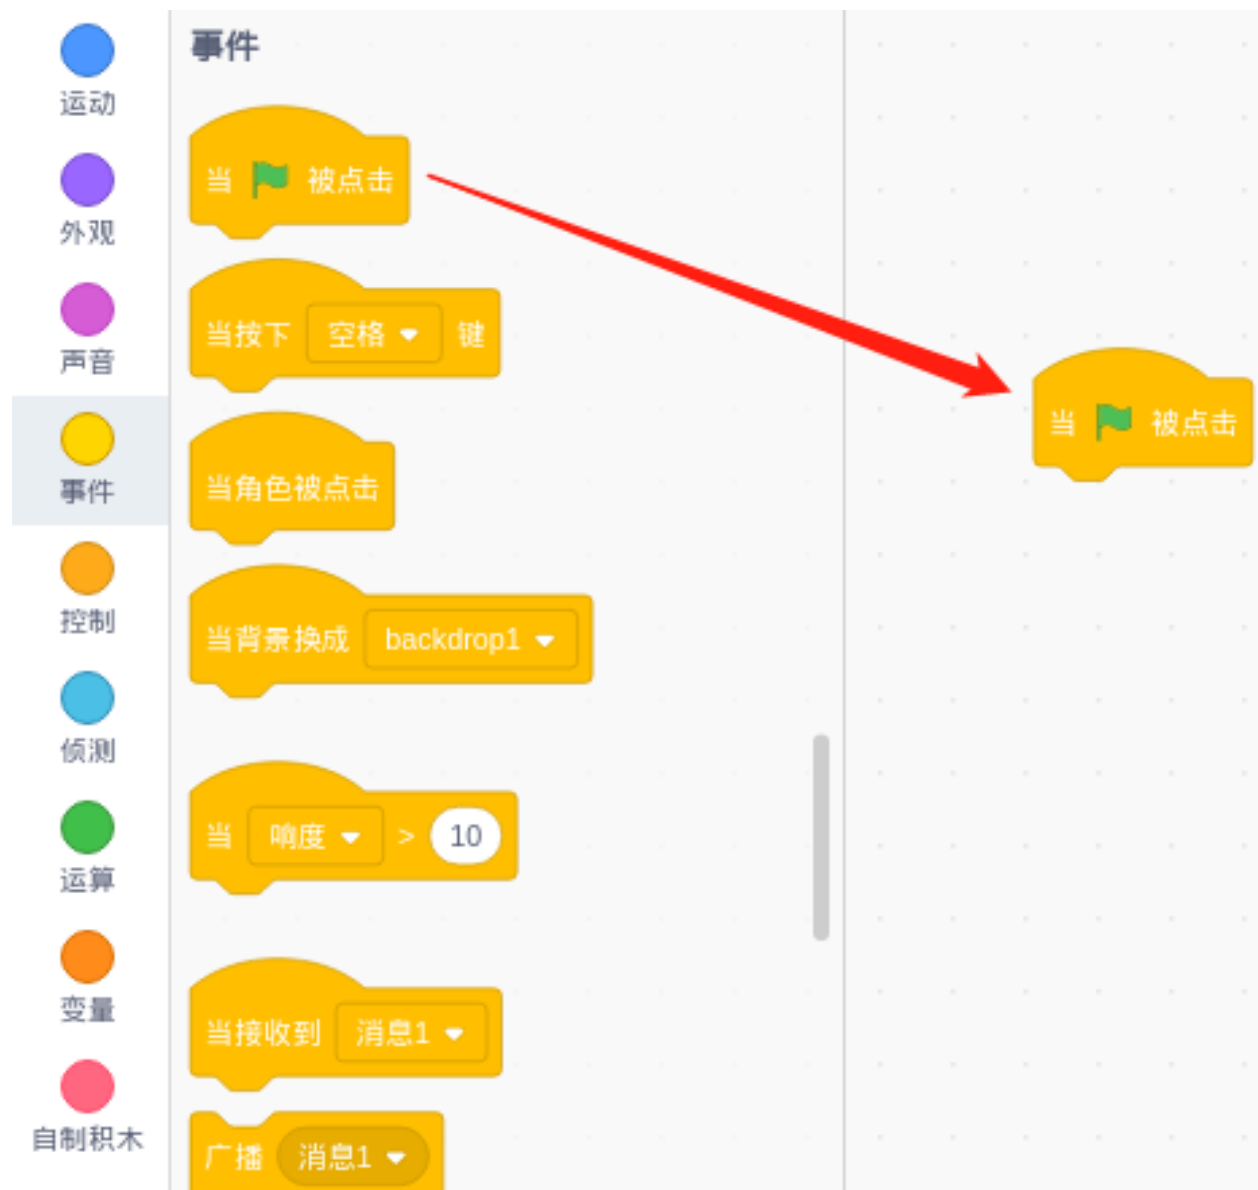 运动
外观
声音
事件
控制
侦测
运算
变量
自制积木
事件
当 被点击
当按下 空格 键
当角色被点击
当背景换成 backdrop1
当 响度 > 10
当接收到 消息1
广播 消息1
当 被点击